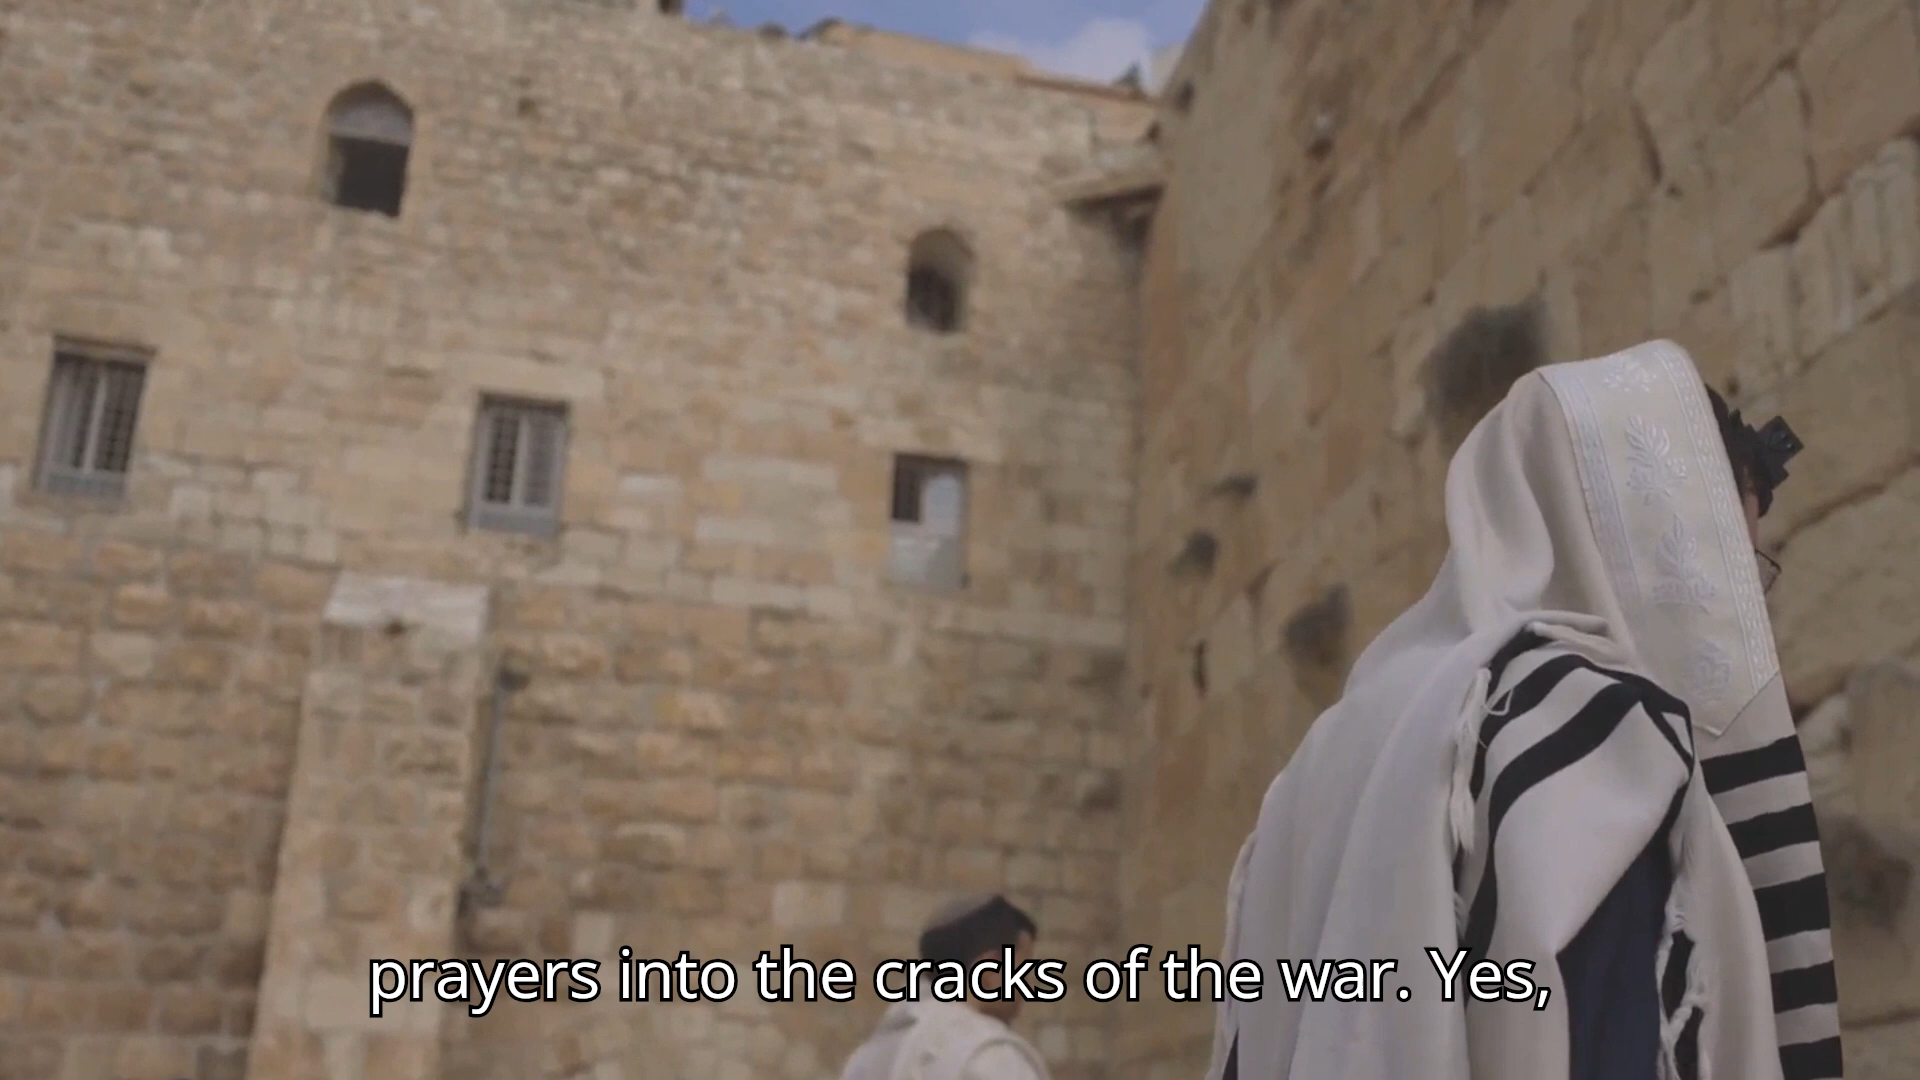 prayers into the cracks of the war. Yes,